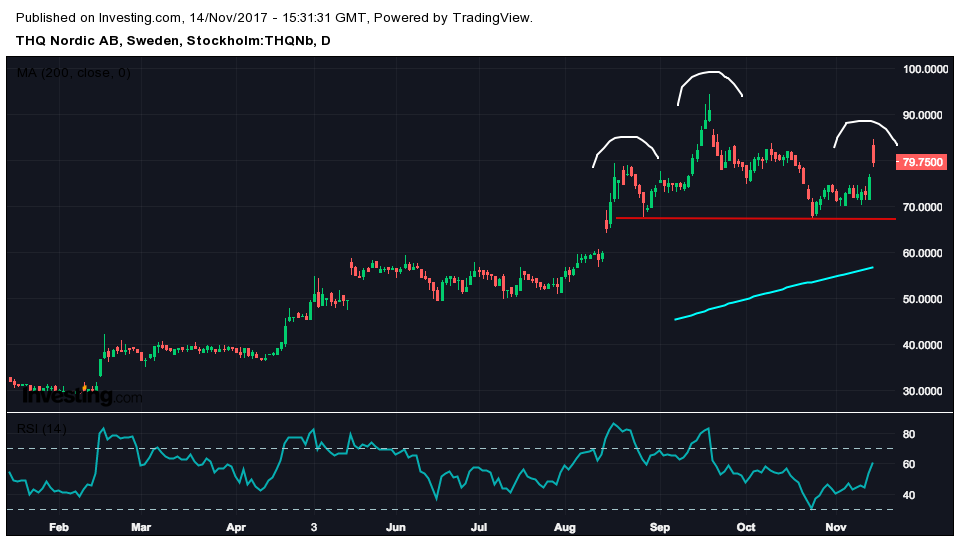 Published on Investing.com, 14/Nov/2017 - 15:31:31 GMT, Powered by TradingView.
THQ Nordic AB, Sweden, Stockholm:THQNb, D
MA (200, close, 0)
100.0000
90.0000
79.7500
70.0000
60.0000
50.0000
40.0000
30.0000
Investing.com
RSI (14)
80
60
40
Feb Mar Apr 3 Jun Jul Aug Sep Oct Nov